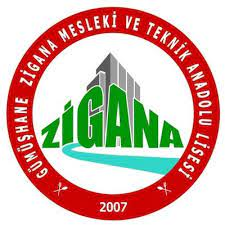 GÜMÜŞHANE ZİGANA MESLEKİ VE TEKNİK ANADOLU LİSESİ
ZİGANA
2007